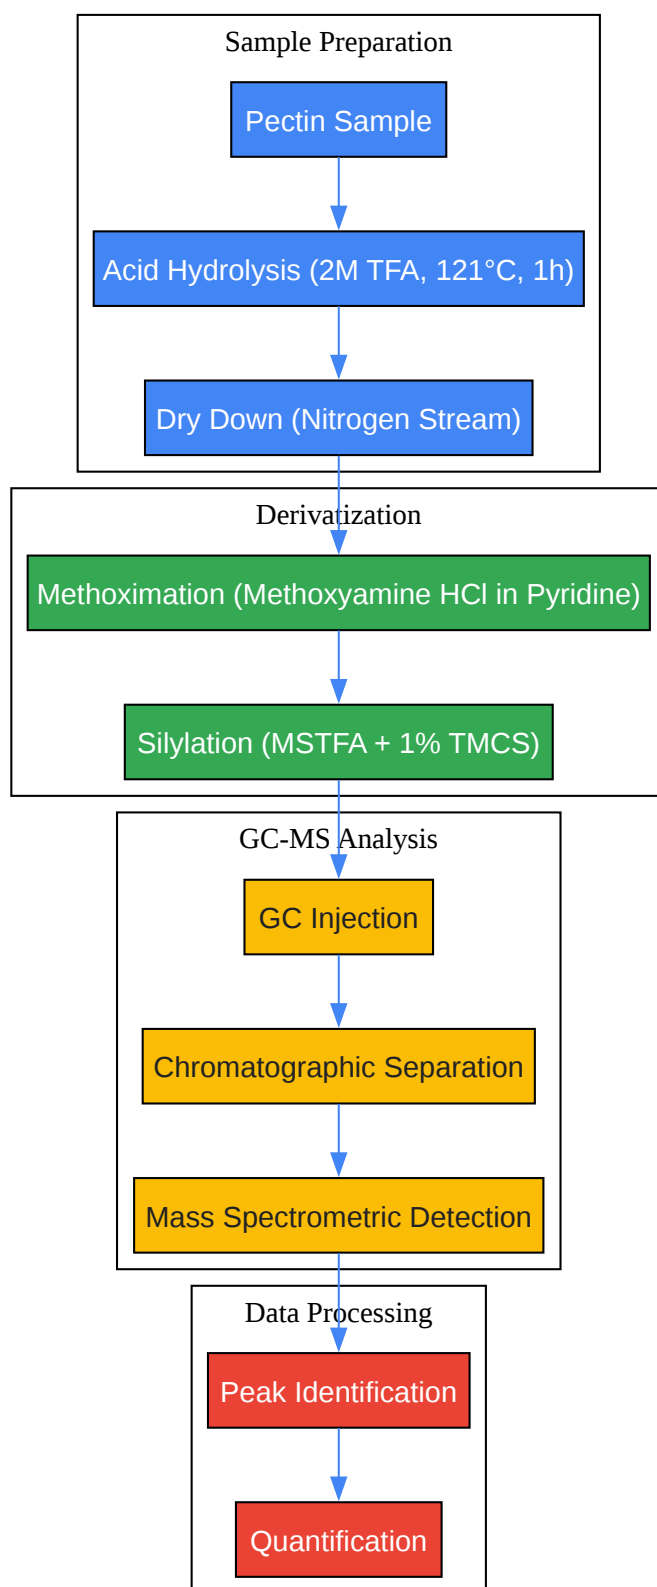 Sample Preparation
Pectin Sample
Acid Hydrolysis (2M TFA, 121°C, 1h)
Dry Down (Nitrogen Stream)
Derivatization
Methoximation (Methoxyamine HCl in Pyridine)
Silylation (MSTFA + 1% TMCS)
GC-MS Analysis
GC Injection
Chromatographic Separation
Mass Spectrometric Detection
Data Processing
Peak Identification
Quantification